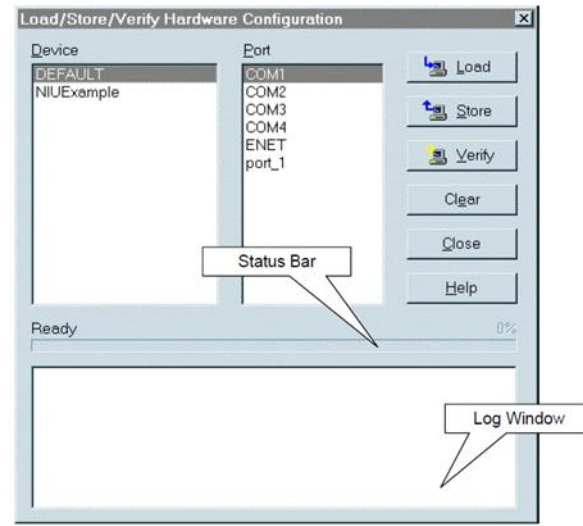 Load/Store/Verify Hardware Configuration
Device
Port
DEFAULT
NIUExample
COM1
COM2
COM3
COM4
ENET
port_1
Load
Store
Verify
Clear
Close
Help
Status Bar
Ready
0%
Log Window